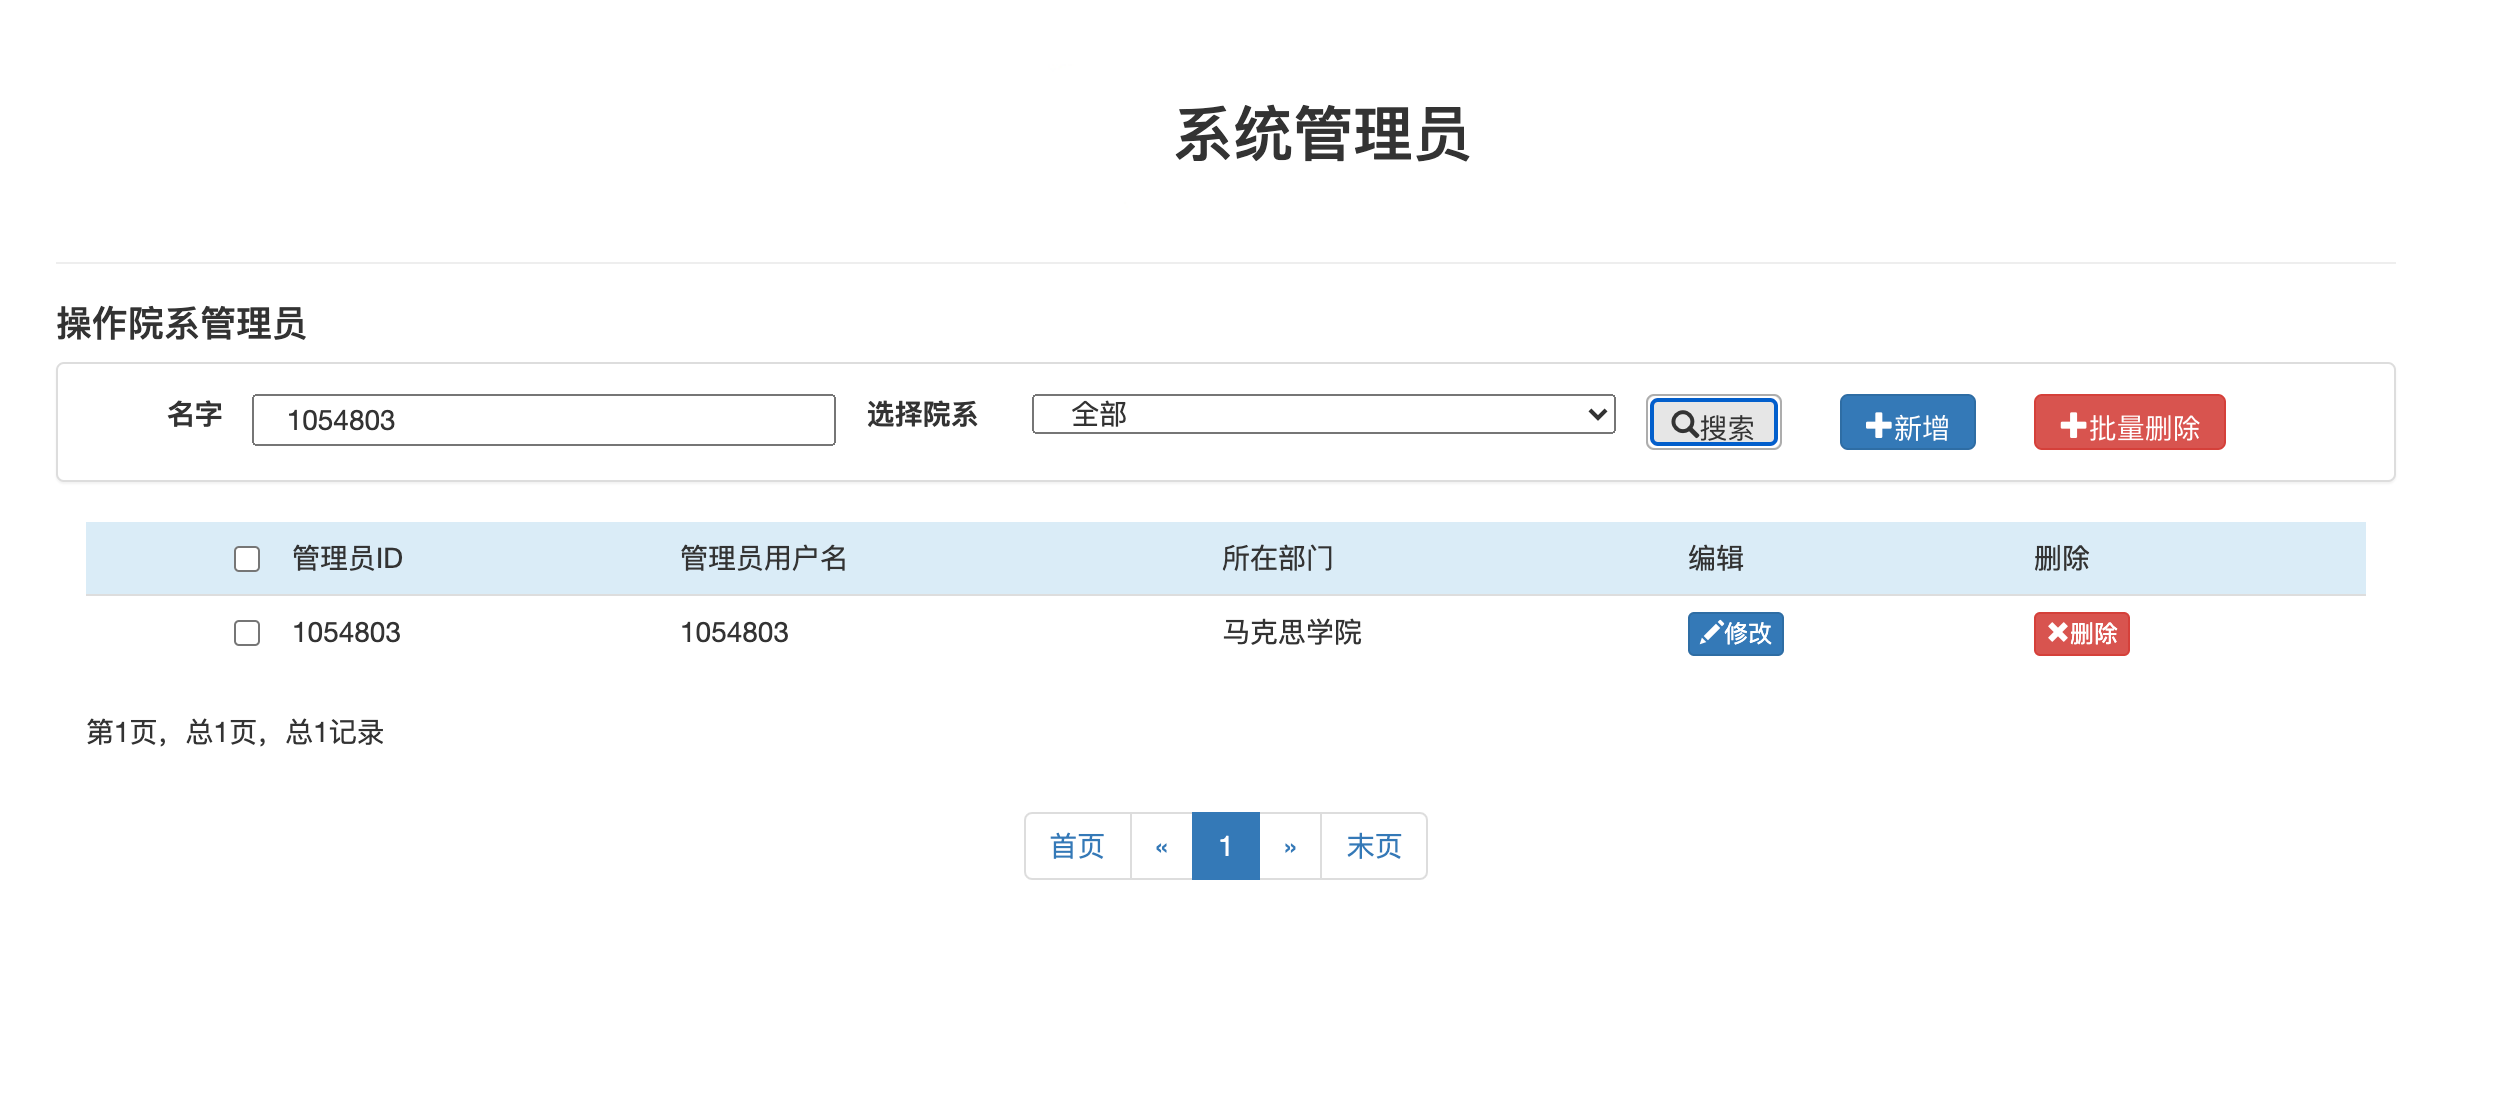 系统管理员
操作院系管理员
名字 1054803 选择院系 全部 搜索 新增 批量删除
管理员ID 管理员用户名 所在部门 编辑 删除
1054803 1054803 马克思学院 修改 删除
第1页，总1页，总1记录
首页 « 1 » 末页